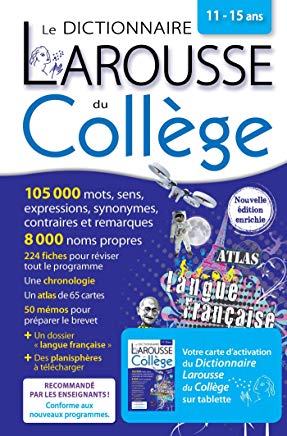 11 - 15 ans
Le DICTIONNAIRE
LAROUSSE
du
Collège
105 000 mots, sens,
expressions, synonymes,
contraires et remarques
8 000 noms propres
224 fiches pour réviser
tout le programme
Une chronologie
Un atlas de 65 cartes
50 mémos pour
préparer le brevet
+ Un dossier
« langue française »
+ Des planisphères
à télécharger
RECOMMANDÉ
PAR LES ENSEIGNANTS !
Conforme aux
nouveaux programmes.
Nouvelle
édition
enrichie
ATLAS
langue
française
LAROUSSE
Collège
Votre carte d'activation
du Dictionnaire
Larousse
du Collège
sur tablette